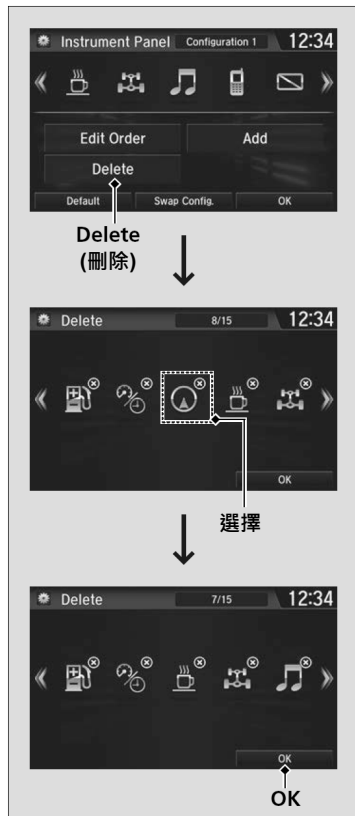 Instrument Panel Configuration 1 12:34
Edit Order Add
Delete
Default Swap Config. OK
Delete
(刪除)
Delete 8/15 12:34
OK
選擇
Delete 7/15 12:34
OK
OK